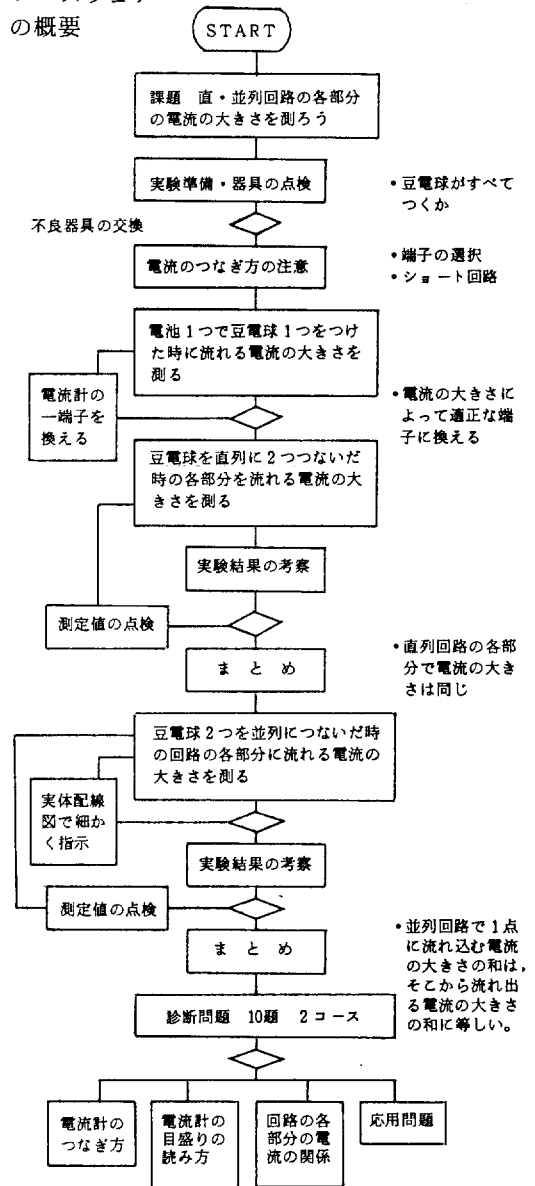 の概要
START
課題 直・並列回路の各部分
の電流の大きさを測ろう
実験準備・器具の点検
・豆電球がすべて
つくか
不良器具の交換
電流のつなぎ方の注意
・端子の選択
・ショート回路
電池1つで豆電球1つをつけ
た時に流れる電流の大きさを
測る
電流計の
一端子を
換える
・電流の大きさに
よって適正な端
子に換える
豆電球を直列に2つつないだ
時の各部分を流れる電流の大
きさを測る
実験結果の考察
測定値の点検
まとめ
・直列回路の各部
分で電流の大き
さは同じ
豆電球2つを並列につないだ時
の回路の各部分に流れる電流の
大きさを測る
実体配線
図で細か
く指示
実験結果の考察
測定値の点検
まとめ
・並列回路で1点
に流れ込む電流
の大きさの和は,
そこから流れ出
る電流の大きさ
の和に等しい。
診断問題 10題 2コース
電流計の
つなぎ方
電流計の
目盛りの
読み方
回路の各
部分の電
流の関係
応用問題